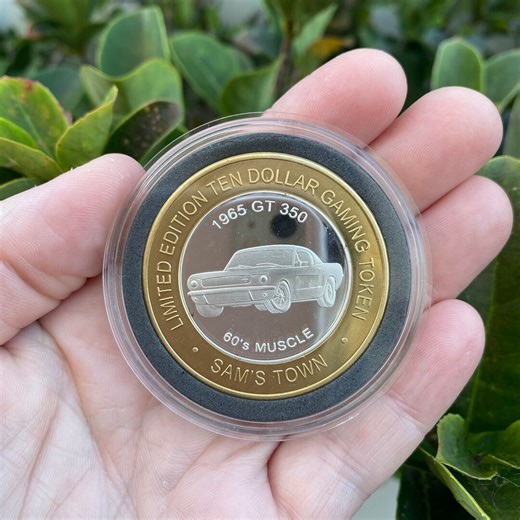 LIMITED EDITION TEN DOLLAR GAMING TOKEN
1965 GT 350
60's MUSCLE
• SAM'S TOWN •